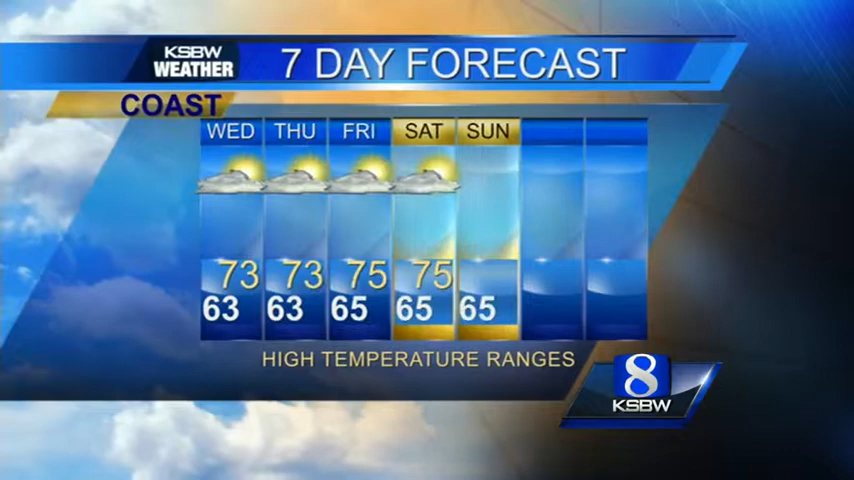 KSBW
WEATHER
7 DAY FORECAST
COAST
WED THU FRI SAT SUN
73 73 75 75
63 63 65 65 65
HIGH TEMPERATURE RANGES
8
KSBW